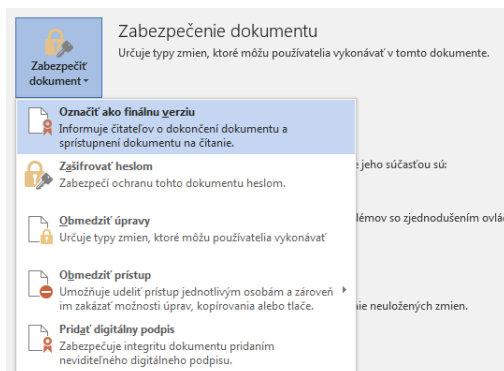 Zabezpečenie dokumentu
Určuje typy zmien, ktoré môžu používatelia vykonávať v tomto dokumente.
Zabezpečiť
dokument
Označiť ako finálnu verziu
Informuje čitateľov o dokončení dokumentu a
sprístupnení dokumentu na čítanie.
Zašifrovať heslom
jeho súčasťou sú:
Zabezpečí ochranu tohto dokumentu heslom.
Obmedziť úpravy
so zjednodušením
Určuje typy zmien, ktoré môžu používatelia vykonávať
Obmedziť prístup
Umožňuje udeliť prístup jednotlivým osobám a zároveň
im zakázať možnosti úprav, kopírovania alebo tlače.
neuložených zmien.
Pridať digitálny podpis
Zabezpečuje integritu dokumentu pridaním
neviditeľného digitálneho podpisu.